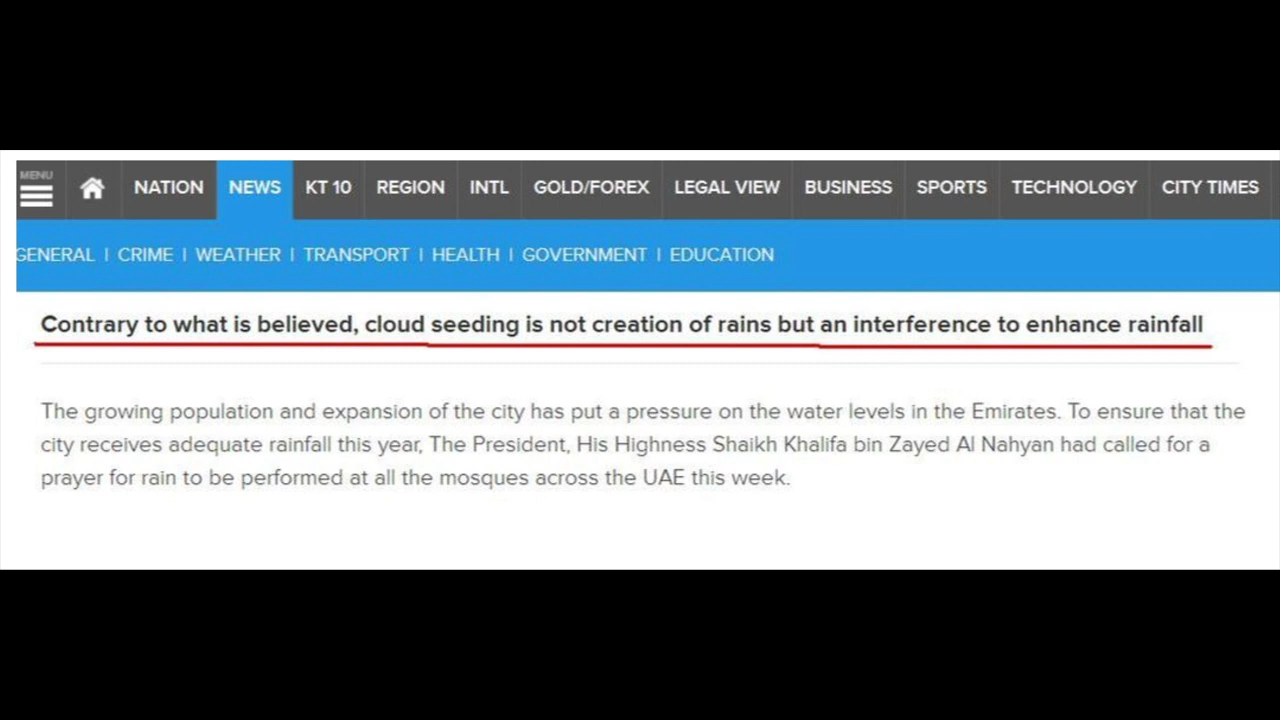 MENU
NATION NEWS KT 10 REGION INTL GOLD/FOREX LEGAL VIEW BUSINESS SPORTS TECHNOLOGY CITY TIMES
GENERAL | CRIME | WEATHER | TRANSPORT | HEALTH | GOVERNMENT | EDUCATION
Contrary to what is believed, cloud seeding is not creation of rains but an interference to enhance rainfall
The growing population and expansion of the city has put a pressure on the water levels in the Emirates. To ensure that the
city receives adequate rainfall this year, The President, His Highness Shaikh Khalifa bin Zayed Al Nahyan had called for a
prayer for rain to be performed at all the mosques across the UAE this week.